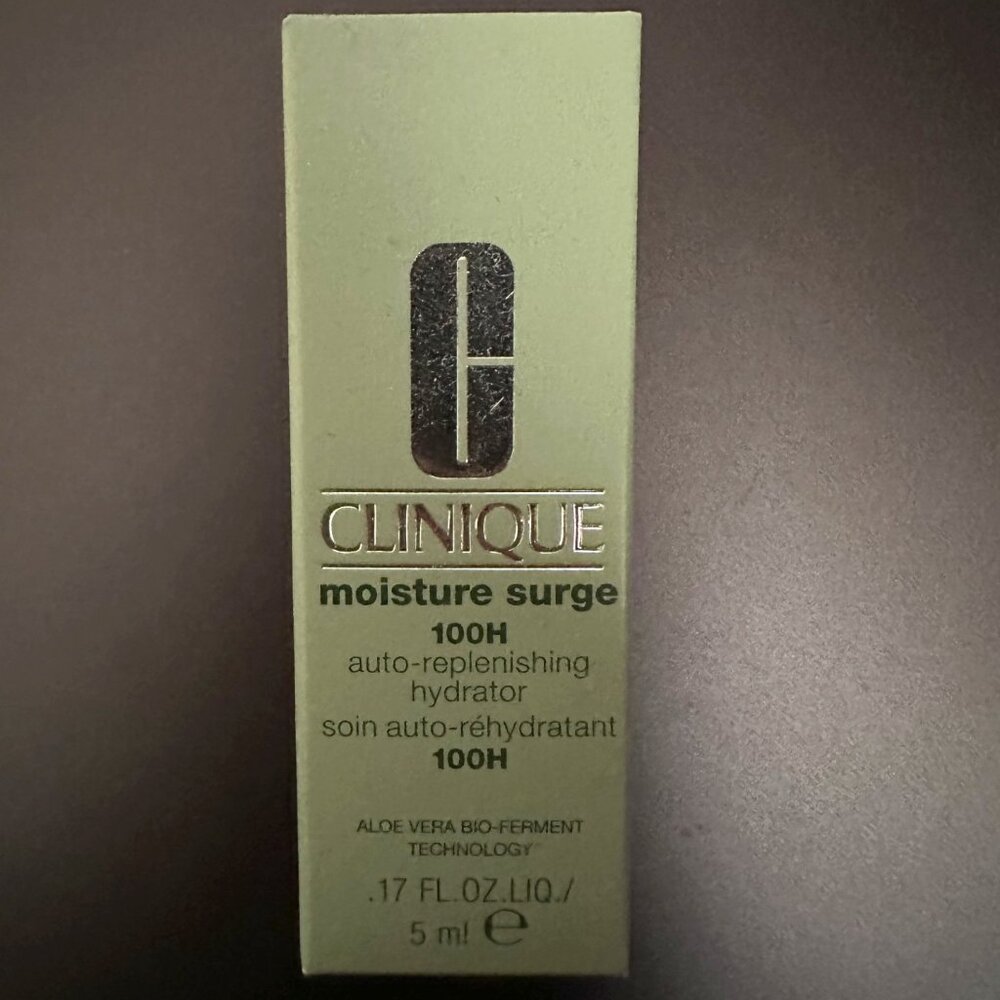 C
CLINIQUE
moisture surge
100H
auto-replenishing
hydrator
soin auto-réhydratant
100H
ALOE VERA BIO-FERMENT
TECHNOLOGY
.17 FL.OZ.LIQ./
5 ml ℮